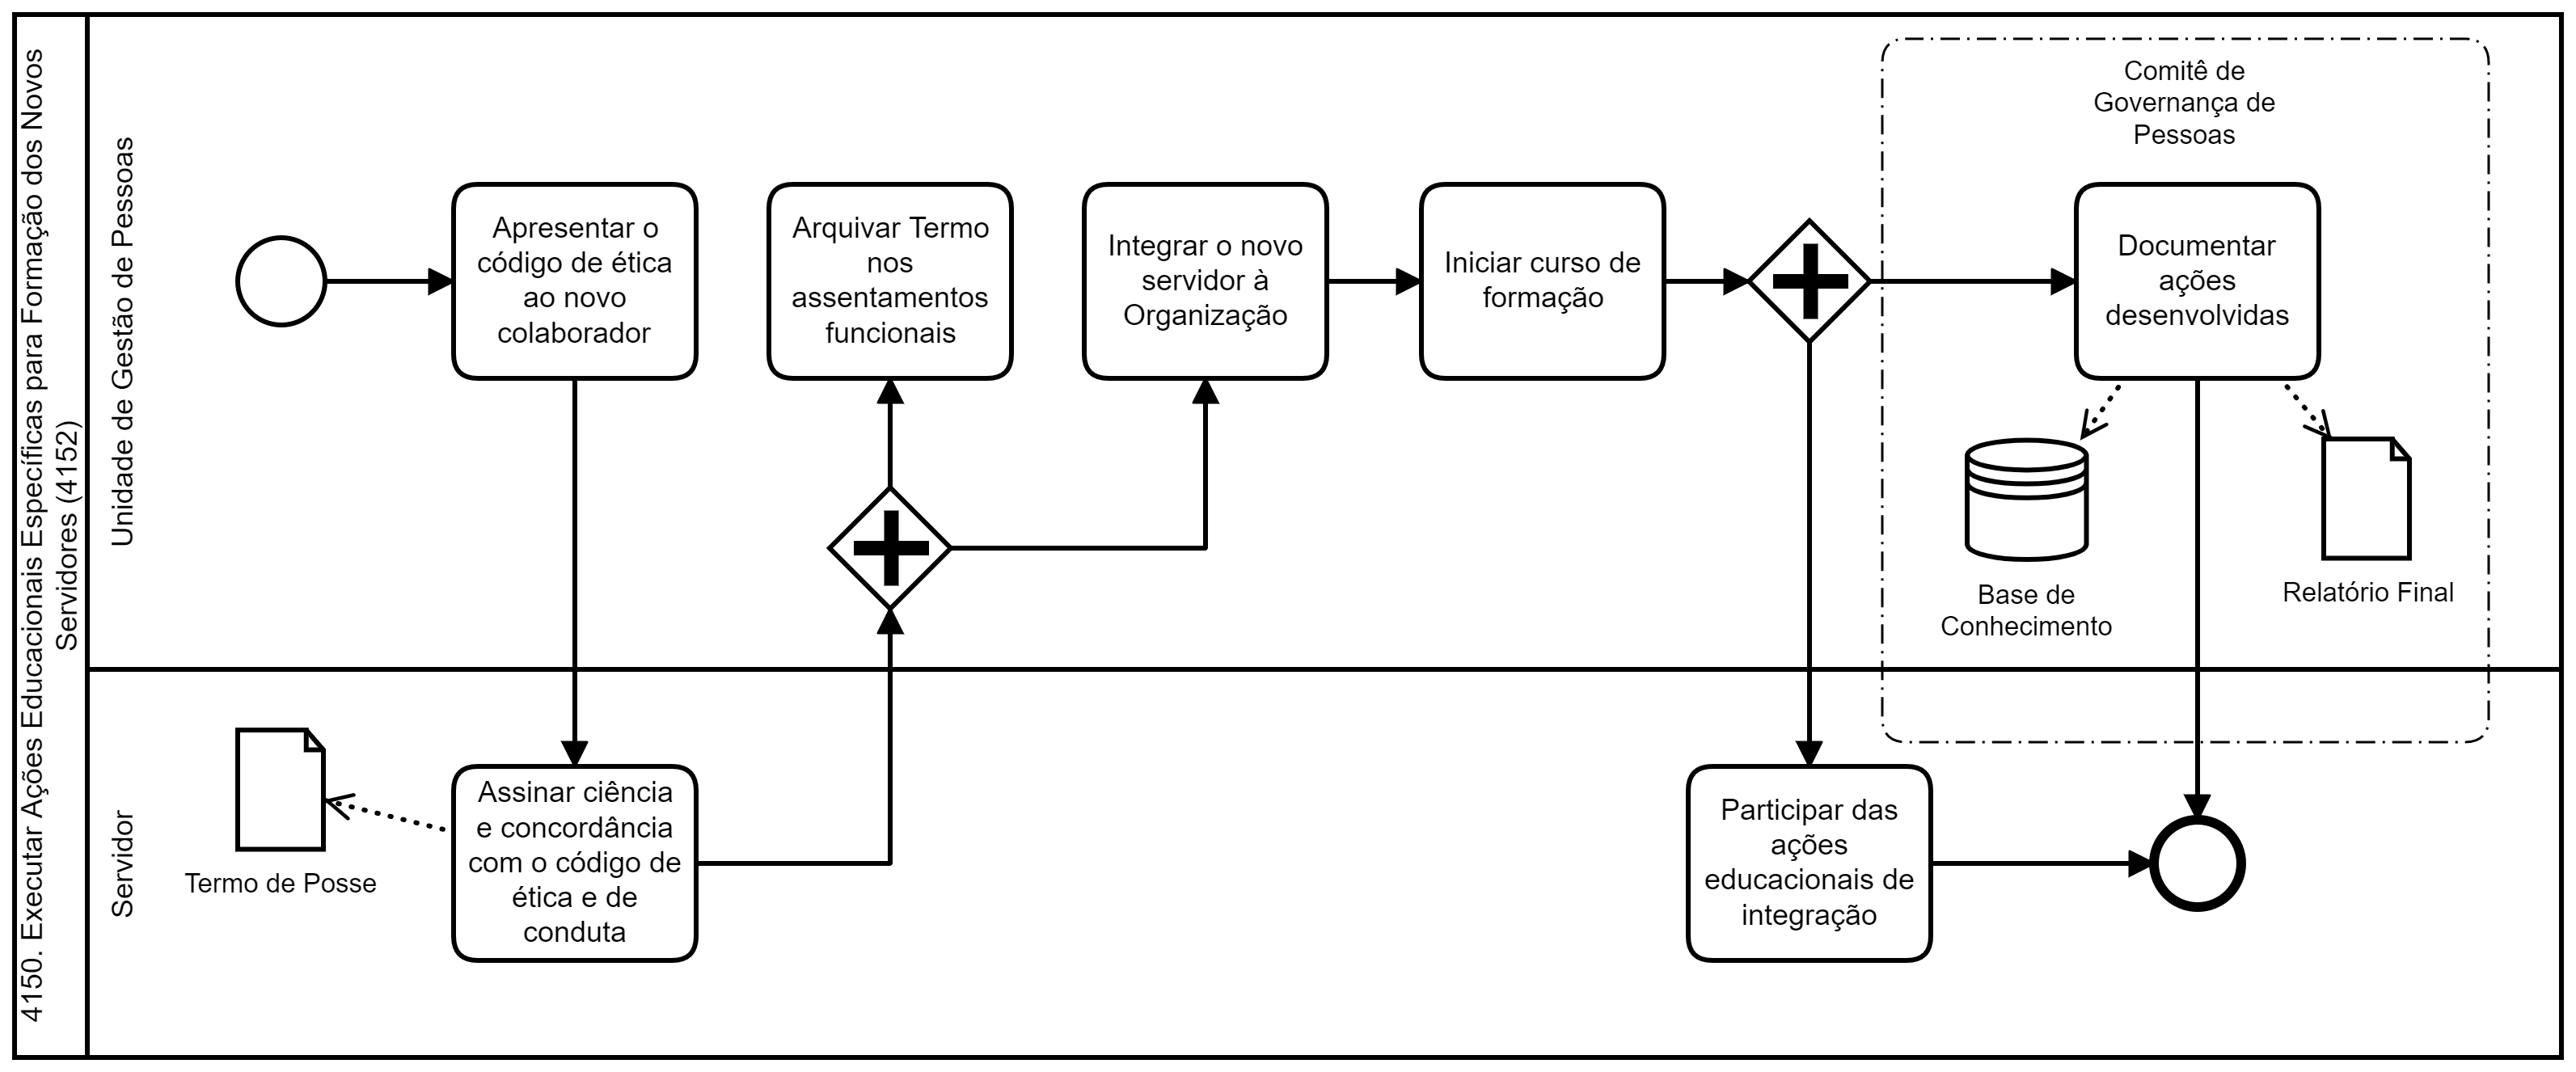 4150. Executar Ações Educacionais Específicas para Formação dos Novos
Servidores (4152)
Unidade de Gestão de Pessoas
Apresentar o
código de ética
ao novo
colaborador
Arquivar Termo
nos
assentamentos
funcionais
Integrar o novo
servidor à
Organização
Iniciar curso de
formação
Comitê de
Governança de
Pessoas
Documentar
ações
desenvolvidas
Base de
Conhecimento
Relatório Final
Servidor
Termo de Posse
Assinar ciência
e concordância
com o código de
ética e de
conduta
Participar das
ações
educacionais de
integração